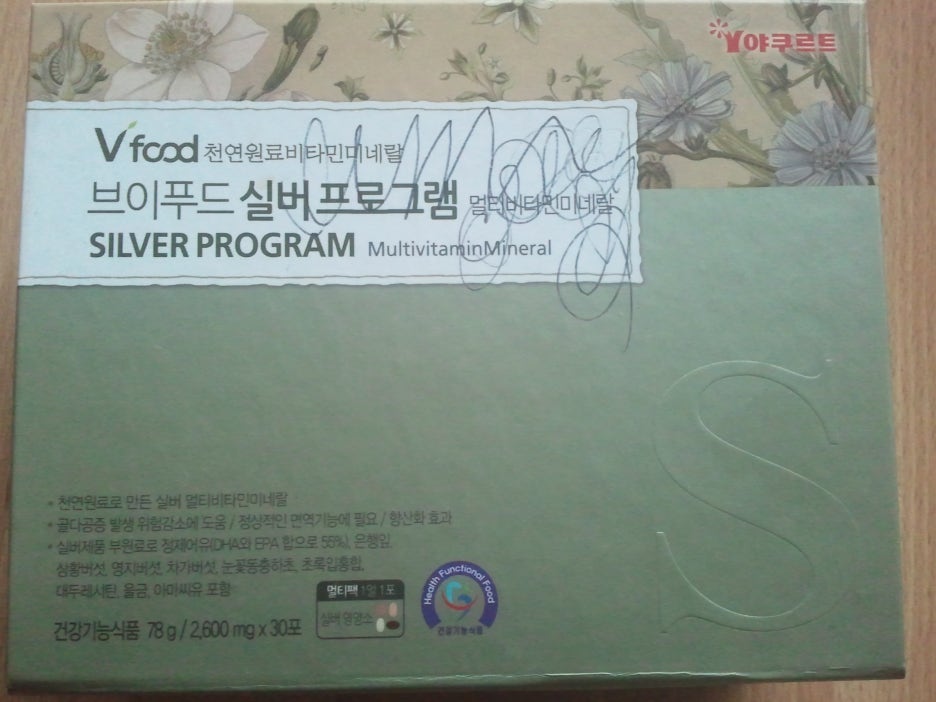 야쿠르트
V'food 천연원료비타민미네랄
브이푸드 실버 프로그램 멀티비타민미네랄
SILVER PROGRAM MultivitaminMineral
S
• 천연원료로 만든 실버 멀티비타민미네랄
• 골다공증 발생 위험감소에 도움 / 정상적인 면역기능에 필요 / 항산화 효과
• 실버제품 부원료로 정제어유(DHA와 EPA 합으로 55%), 은행잎,
상황버섯, 영지버섯, 차가버섯, 눈꽃동충하초, 초록입홍합,
대두레시틴, 울금, 아마씨유 포함
멀티팩 1일 1포
실버 영양소
Health Functional Food
건강기능식품
건강기능식품 78 g / 2,600 mg x 30포